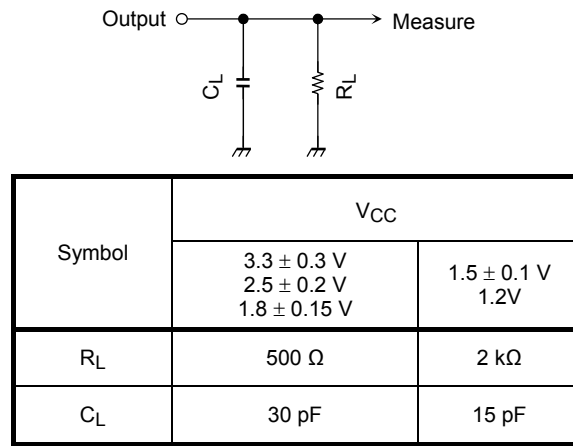 Output Measure
CL RL
Symbol
VCC
3.3 ± 0.3 V
2.5 ± 0.2 V
1.8 ± 0.15 V
1.5 ± 0.1 V
1.2V
RL 500 Ω 2 kΩ
CL 30 pF 15 pF